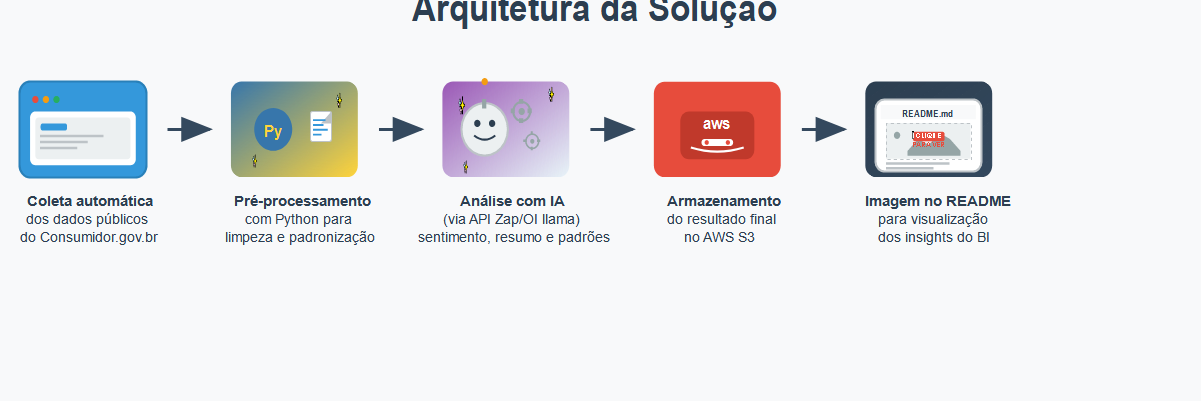 Arquitetura da Solução
Py
aws
README.md
CLIQUE
PARA VER
Coleta automática
dos dados públicos
do Consumidor.gov.br
Pré-processamento
com Python para
limpeza e padronização
Análise com IA
(via API Zap/OI llama)
sentimento, resumo e padrões
Armazenamento
do resultado final
no AWS S3
Imagem no README
para visualização
dos insights do BI